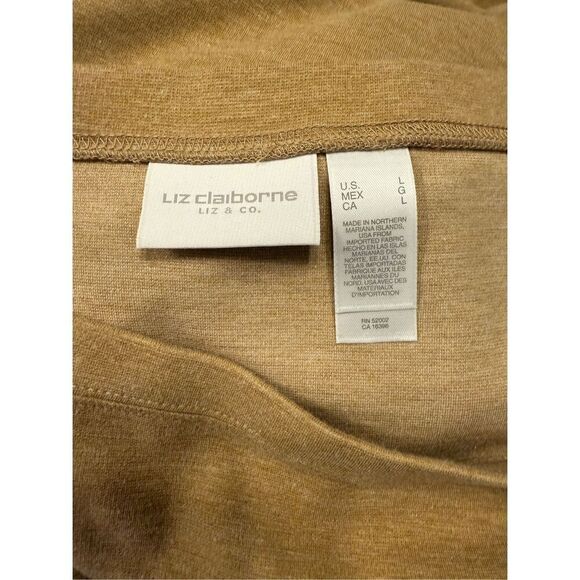 Liz claiborne
LIZ & CO.
U.S. L
MEX G
CA L
MADE IN NORTHERN
MARIANA ISLANDS,
USA FROM
IMPORTED FABRIC
HECHO EN LAS ISLAS
MARIANAS DEL
NORTE, EE.UU. CON
TELAS IMPORTADAS
FABRIQUE AUX ILES
MARIANNES DU
NORD, USA AVEC DES
MATERIAUX
D'IMPORTATION
RN 52002
CA 16396